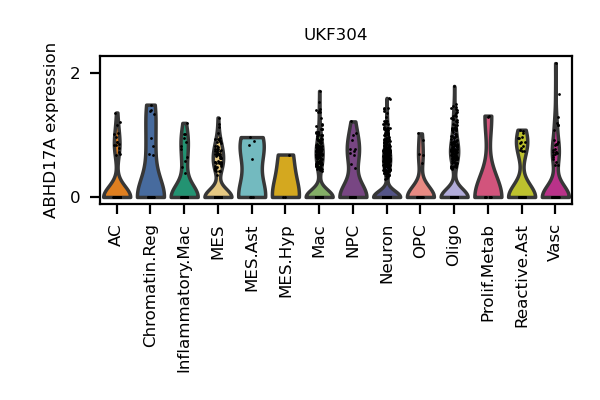 UKF304
ABHD17A expression
2
0
AC
Chromatin.Reg
Inflammatory.Mac
MES
MES.Ast
MES.Hyp
Mac
NPC
Neuron
OPC
Oligo
Prolif.Metab
Reactive.Ast
Vasc